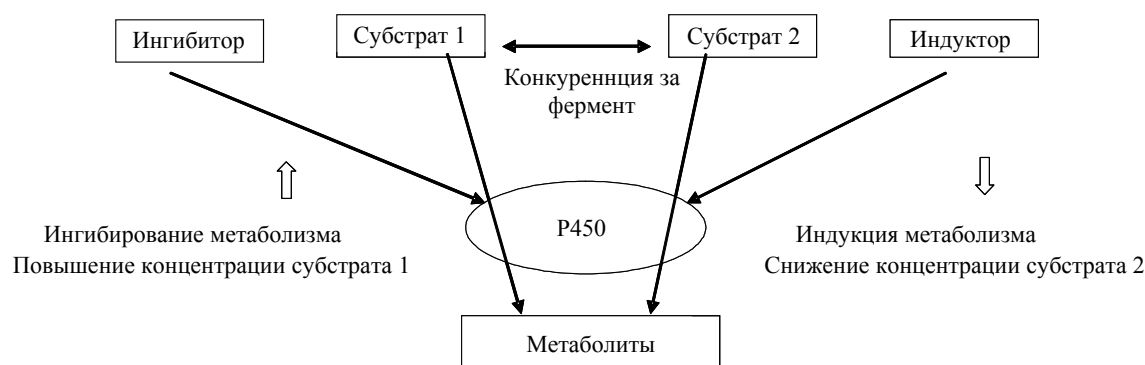 Ингибитор
Субстрат 1
Субстрат 2
Индуктор
Конкуреннция за
фермент
P450
Ингибирование метаболизма
Повышение концентрации субстрата 1
Индукция метаболизма
Снижение концентрации субстрата 2
Метаболиты